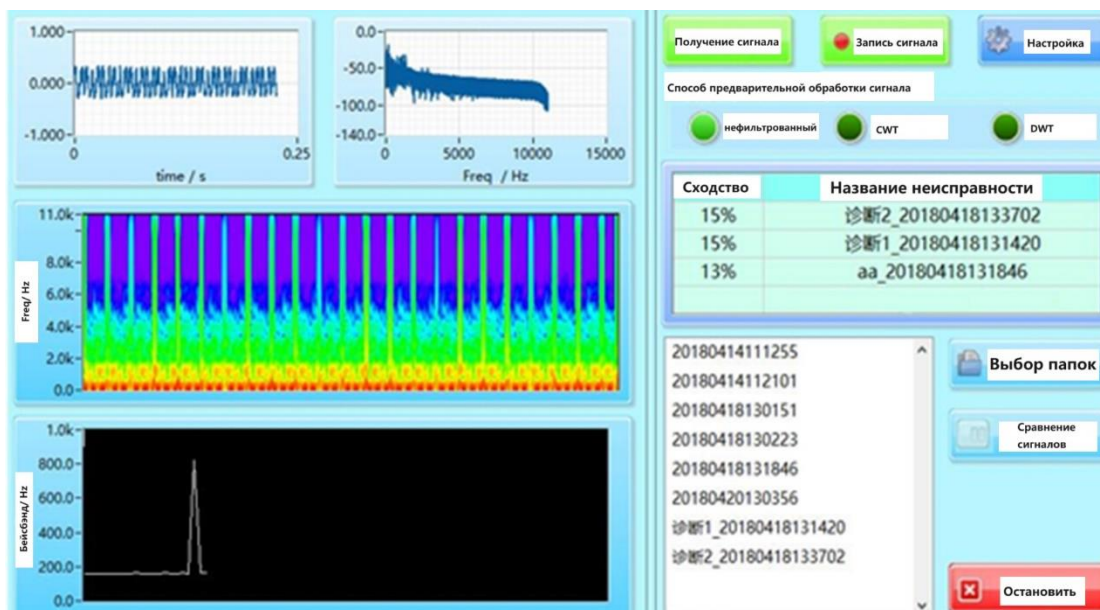 1.000
0.000
-1.000
0
0.25
time / s
0.0
-50.0
-100.0
-140.0
0
5000
10000
15000
Freq / Hz
11.0k
8.0k
6.0k
4.0k
2.0k
0.0
Freq/ Hz
1.0k
800.0
600.0
400.0
200.0
0.0
Бейсбэнд/ Hz
Получение сигнала
Запись сигнала
Настройка
Способ предварительной обработки сигнала
нефильтрованный
CWT
DWT
Сходство Название неисправности
15% 诊断2_20180418133702
15% 诊断1_20180418131420
13% aa_20180418131846
20180414111255
20180414112101
20180418130151
20180418130223
20180418131846
20180420130356
诊断1_20180418131420
诊断2_20180418133702
Выбор папок
Сравнение
сигналов
Остановить